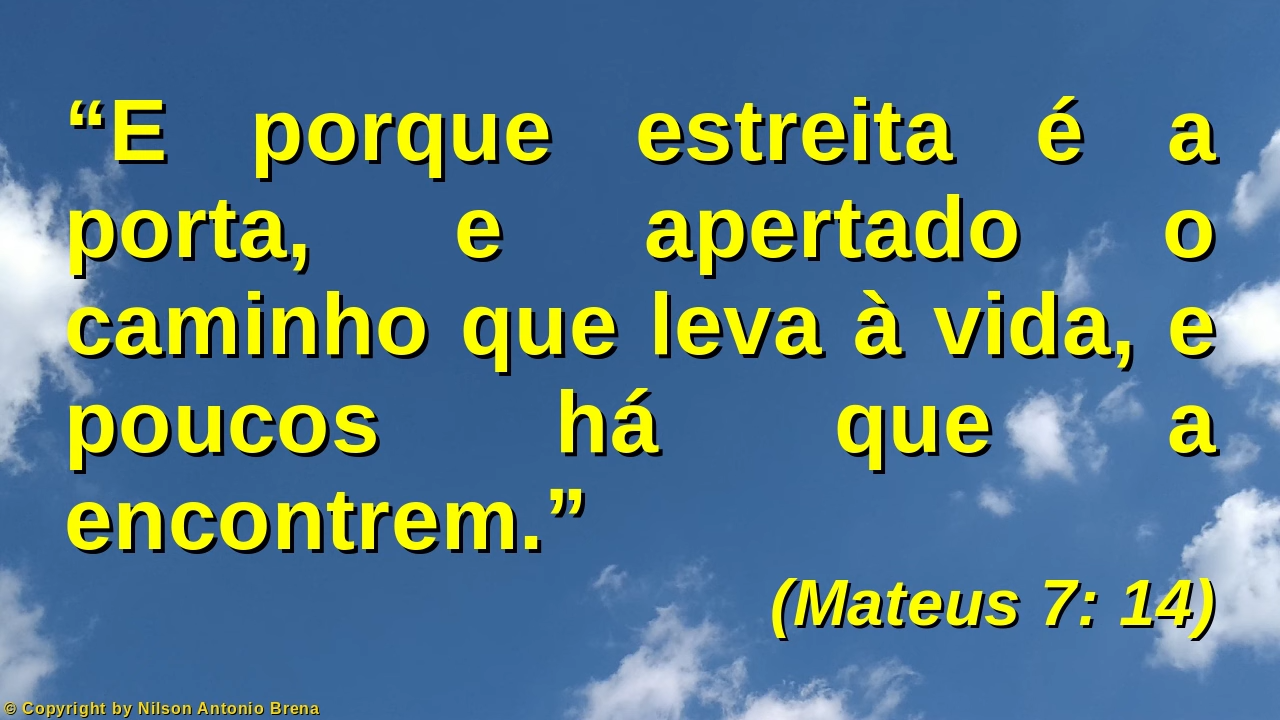 “E porque estreita é a
porta, e apertado o
caminho que leva à vida, e
poucos há que a
encontrem.”
(Mateus 7: 14)
© Copyright by Nilson Antonio Brena